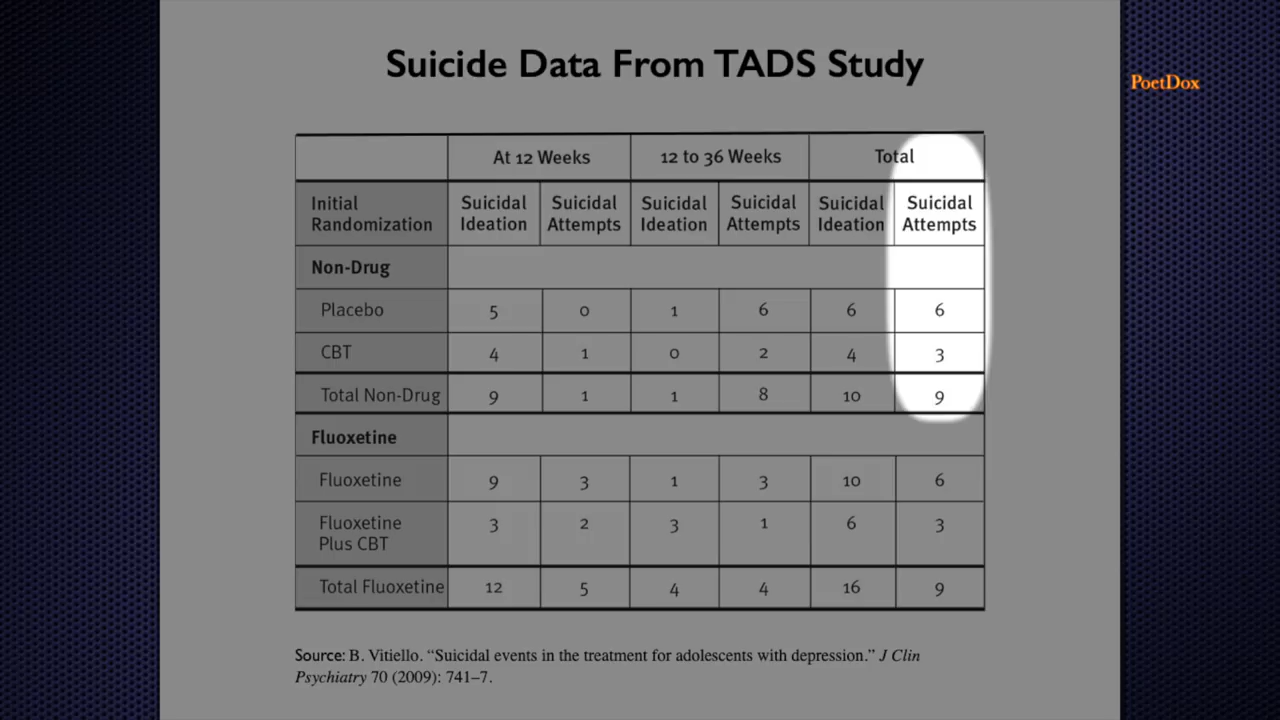 Suicide Data From TADS Study
PoetDox
At 12 Weeks 12 to 36 Weeks Total
Initial Randomization Suicidal Ideation Suicidal Attempts Suicidal Ideation Suicidal Attempts Suicidal Ideation Suicidal Attempts
Non-Drug
Placebo 5 0 1 6 6 6
CBT 4 1 0 2 4 3
Total Non-Drug 9 1 1 8 10 9
Fluoxetine
Fluoxetine 9 3 1 3 10 6
Fluoxetine Plus CBT 3 2 3 1 6 3
Total Fluoxetine 12 5 4 4 16 9
Source: B. Vitiello. “Suicidal events in the treatment for adolescents with depression.” J Clin
Psychiatry 70 (2009): 741–7.